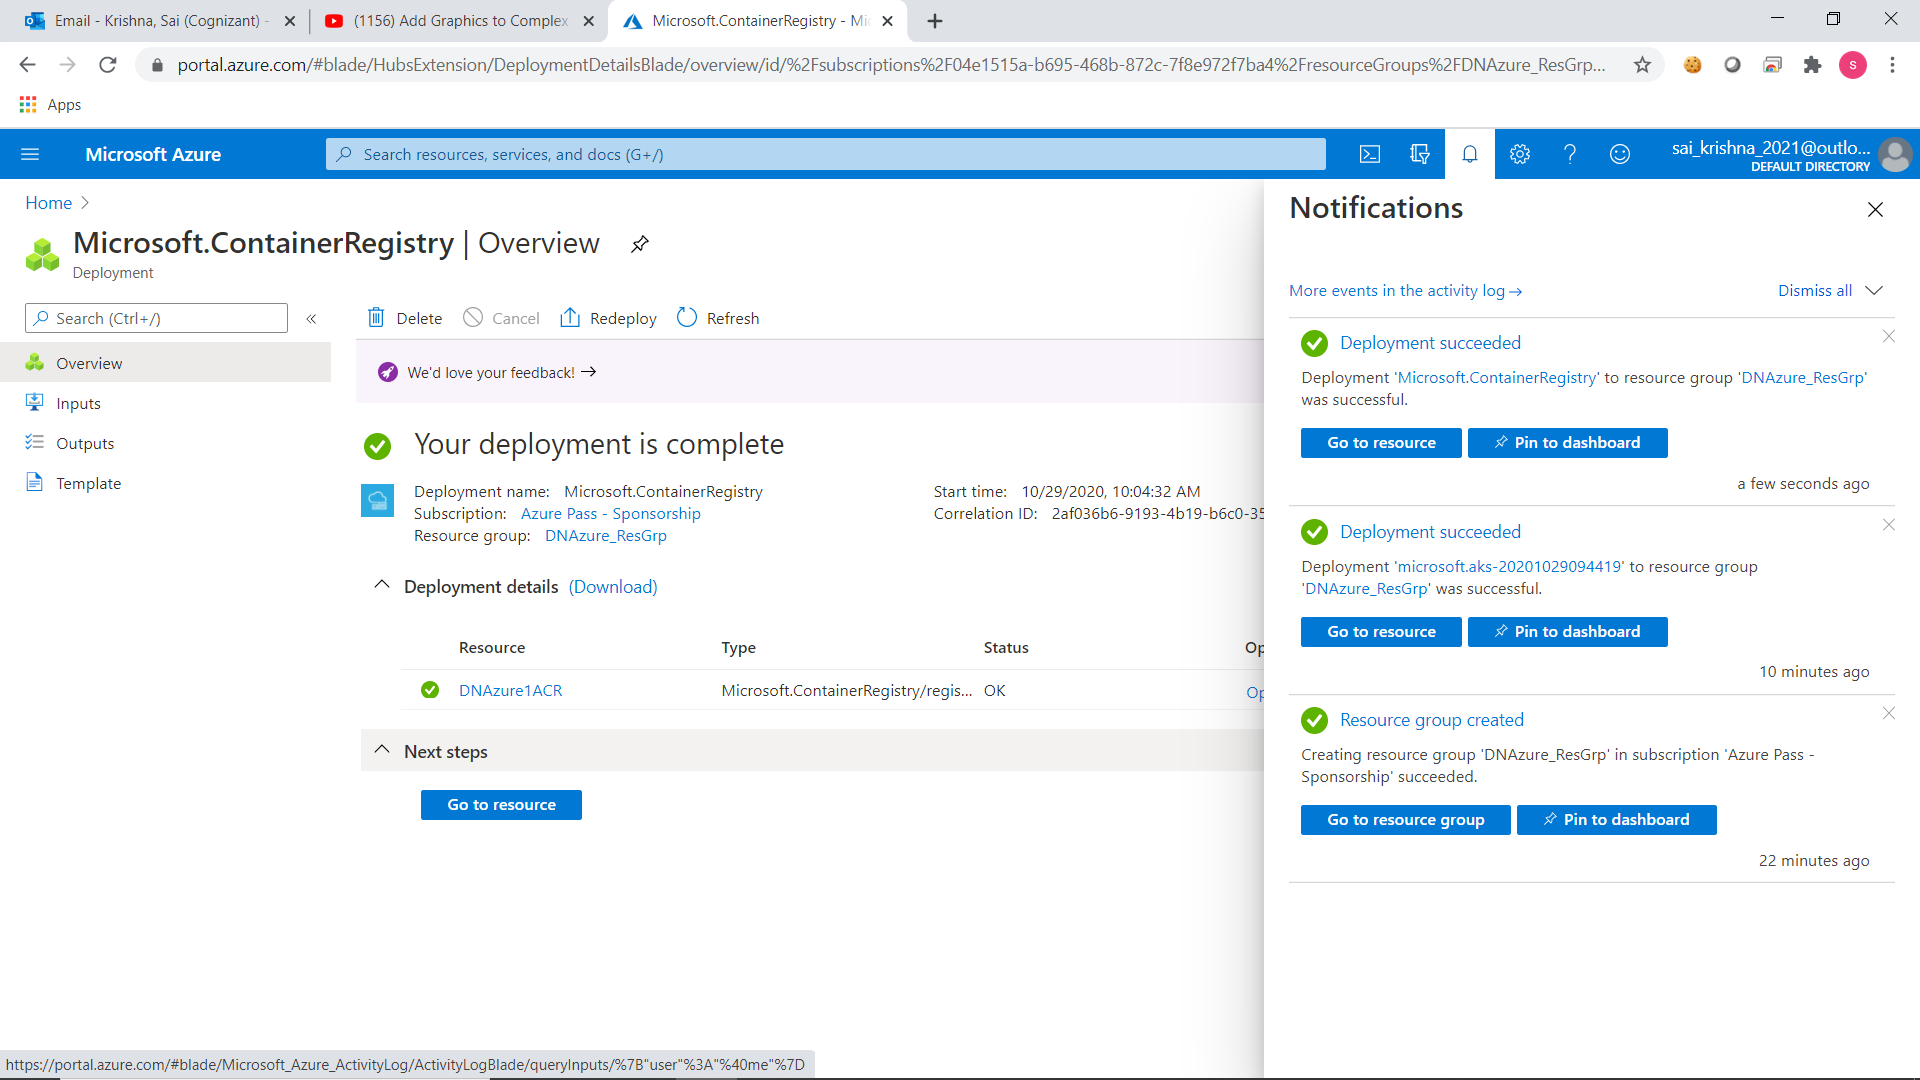 Email - Krishna, Sai (Cognizant) -
(1156) Add Graphics to Complex
Microsoft.ContainerRegistry - Mi
portal.azure.com/#blade/HubsExtension/DeploymentDetailsBlade/overview/id/%2Fsubscriptions%2F04e1515a-b695-468b-872c-7f8e972f7ba4%2FresourceGroups%2FDNAzure_ResGrp...
S
Apps
Microsoft Azure
Search resources, services, and docs (G+/)
sai_krishna_2021@outlo...
DEFAULT DIRECTORY
Home
Microsoft.ContainerRegistry | Overview
Deployment
Search (Ctrl+/)
Overview
Inputs
Outputs
Template
Delete
Cancel
Redeploy
Refresh
We'd love your feedback! →
Your deployment is complete
Deployment name: Microsoft.ContainerRegistry
Subscription: Azure Pass - Sponsorship
Resource group: DNAzure_ResGrp
Start time: 10/29/2020, 10:04:32 AM
Correlation ID: 2af036b6-9193-4b19-b6c0-35
Deployment details (Download)
Resource Type Status Op
DNAzure1ACR Microsoft.ContainerRegistry/regis... OK Op
Next steps
Go to resource
Notifications
More events in the activity log →
Dismiss all
Deployment succeeded
Deployment 'Microsoft.ContainerRegistry' to resource group 'DNAzure_ResGrp'
was successful.
Go to resource
Pin to dashboard
a few seconds ago
Deployment succeeded
Deployment 'microsoft.aks-20201029094419' to resource group
'DNAzure_ResGrp' was successful.
Go to resource
Pin to dashboard
10 minutes ago
Resource group created
Creating resource group 'DNAzure_ResGrp' in subscription 'Azure Pass -
Sponsorship' succeeded.
Go to resource group
Pin to dashboard
22 minutes ago
https://portal.azure.com/#blade/Microsoft_Azure_ActivityLog/ActivityLogBlade/queryInputs/%7B"user"%3A"%40me"%7D